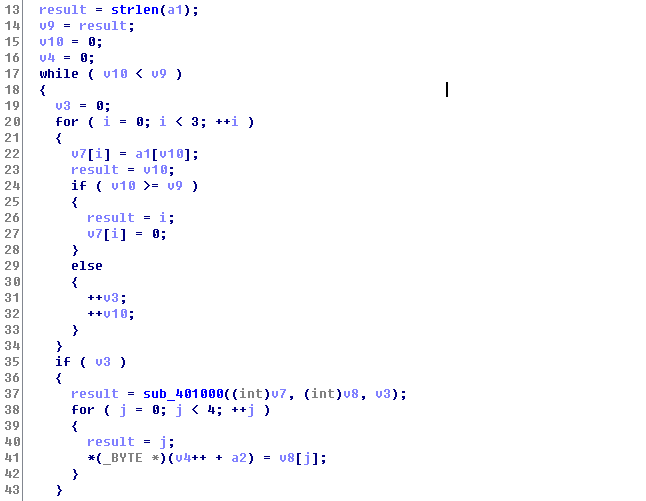 13 result = strlen(a1);
14 v9 = result;
15 v10 = 0;
16 v4 = 0;
17 while ( v10 < v9 )
18 {
19 v3 = 0;
20 for ( i = 0; i < 3; ++i )
21 {
22 v7[i] = a1[v10];
23 result = v10;
24 if ( v10 >= v9 )
25 {
26 result = i;
27 v7[i] = 0;
28 }
29 else
30 {
31 ++v3;
32 ++v10;
33 }
34 }
35 if ( v3 )
36 {
37 result = sub_401000((int)v7, (int)v8, v3);
38 for ( j = 0; j < 4; ++j )
39 {
40 result = j;
41 *(_BYTE *)(v4++ + a2) = v8[j];
42 }
43 }